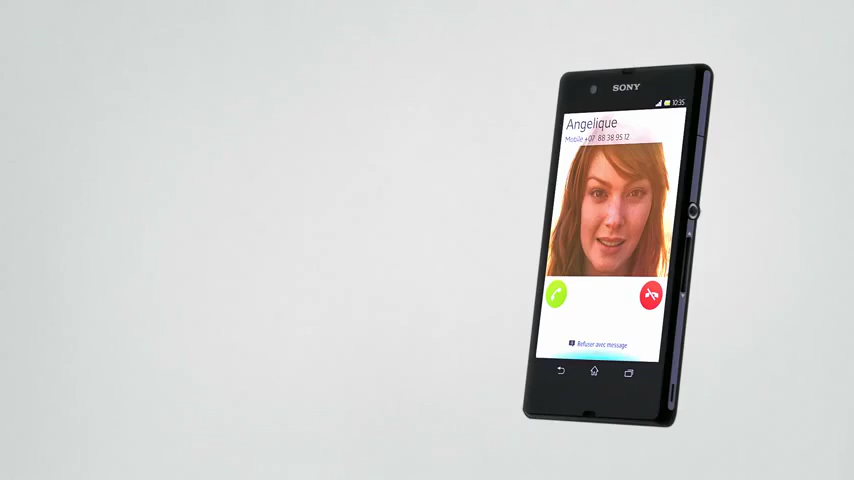 SONY
10:35
Angelique
Mobile +07 88 38 95 12
Refuser avec message